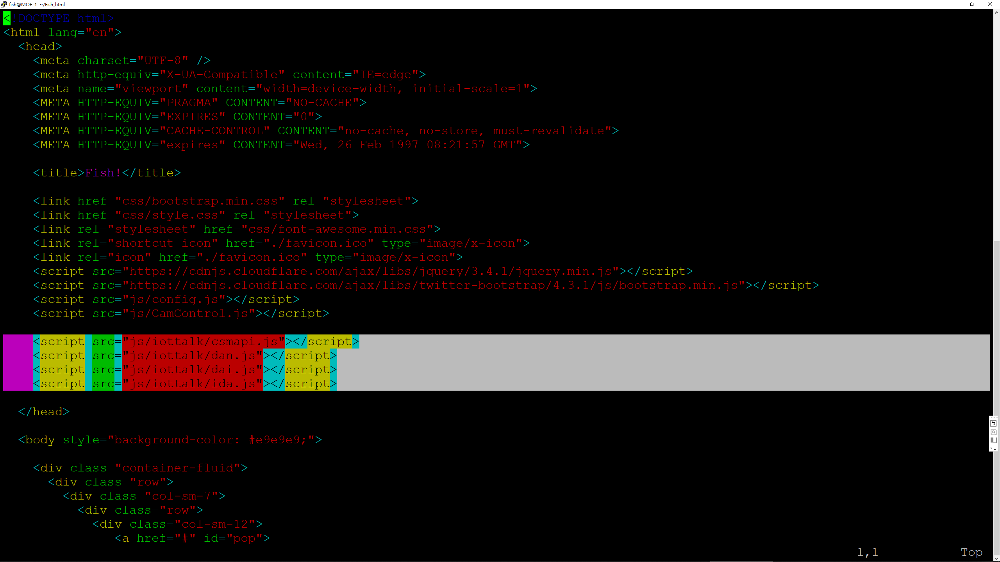 fish@MOE-1: ~/Fish_html
<!DOCTYPE html>
<html lang="en">
  <head>
    <meta charset="UTF-8" />
    <meta http-equiv="X-UA-Compatible" content="IE=edge">
    <meta name="viewport" content="width=device-width, initial-scale=1">
    <META HTTP-EQUIV="PRAGMA" CONTENT="NO-CACHE">
    <META HTTP-EQUIV="EXPIRES" CONTENT="0">
    <META HTTP-EQUIV="CACHE-CONTROL" CONTENT="no-cache, no-store, must-revalidate">
    <META HTTP-EQUIV="expires" CONTENT="Wed, 26 Feb 1997 08:21:57 GMT">
    <title>Fish!</title>
    <link href="css/bootstrap.min.css" rel="stylesheet">
    <link href="css/style.css" rel="stylesheet">
    <link rel="stylesheet" href="css/font-awesome.min.css">
    <link rel="shortcut icon" href="./favicon.ico" type="image/x-icon">
    <link rel="icon" href="./favicon.ico" type="image/x-icon">
    <script src="https://cdnjs.cloudflare.com/ajax/libs/jquery/3.4.1/jquery.min.js"></script>
    <script src="https://cdnjs.cloudflare.com/ajax/libs/twitter-bootstrap/4.3.1/js/bootstrap.min.js"></script>
    <script src="js/config.js"></script>
    <script src="js/CamControl.js"></script>
    <script src="js/iottalk/csmapi.js"></script>
    <script src="js/iottalk/dan.js"></script>
    <script src="js/iottalk/dai.js"></script>
    <script src="js/iottalk/ida.js"></script>
  </head>
  <body style="background-color: #e9e9e9;">
    <div class="container-fluid">
      <div class="row">
        <div class="col-sm-7">
          <div class="row">
            <div class="col-sm-12">
               <a href="#" id="pop">
1,1 Top